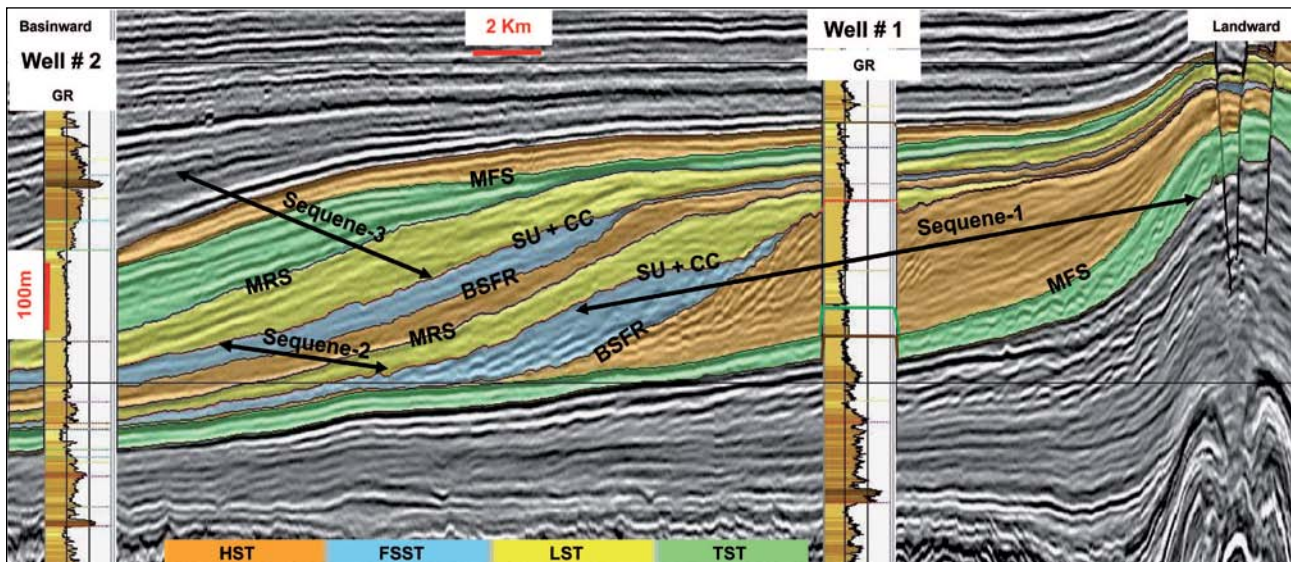 Basinward
2 Km
Well # 1
Landward
Well # 2
GR
GR
MFS
Sequene-3
SU + CC
Sequene-1
MRS
BSFR
SU + CC
MFS
100m
Sequene-2
MRS
BSFR
HST
FSST
LST
TST